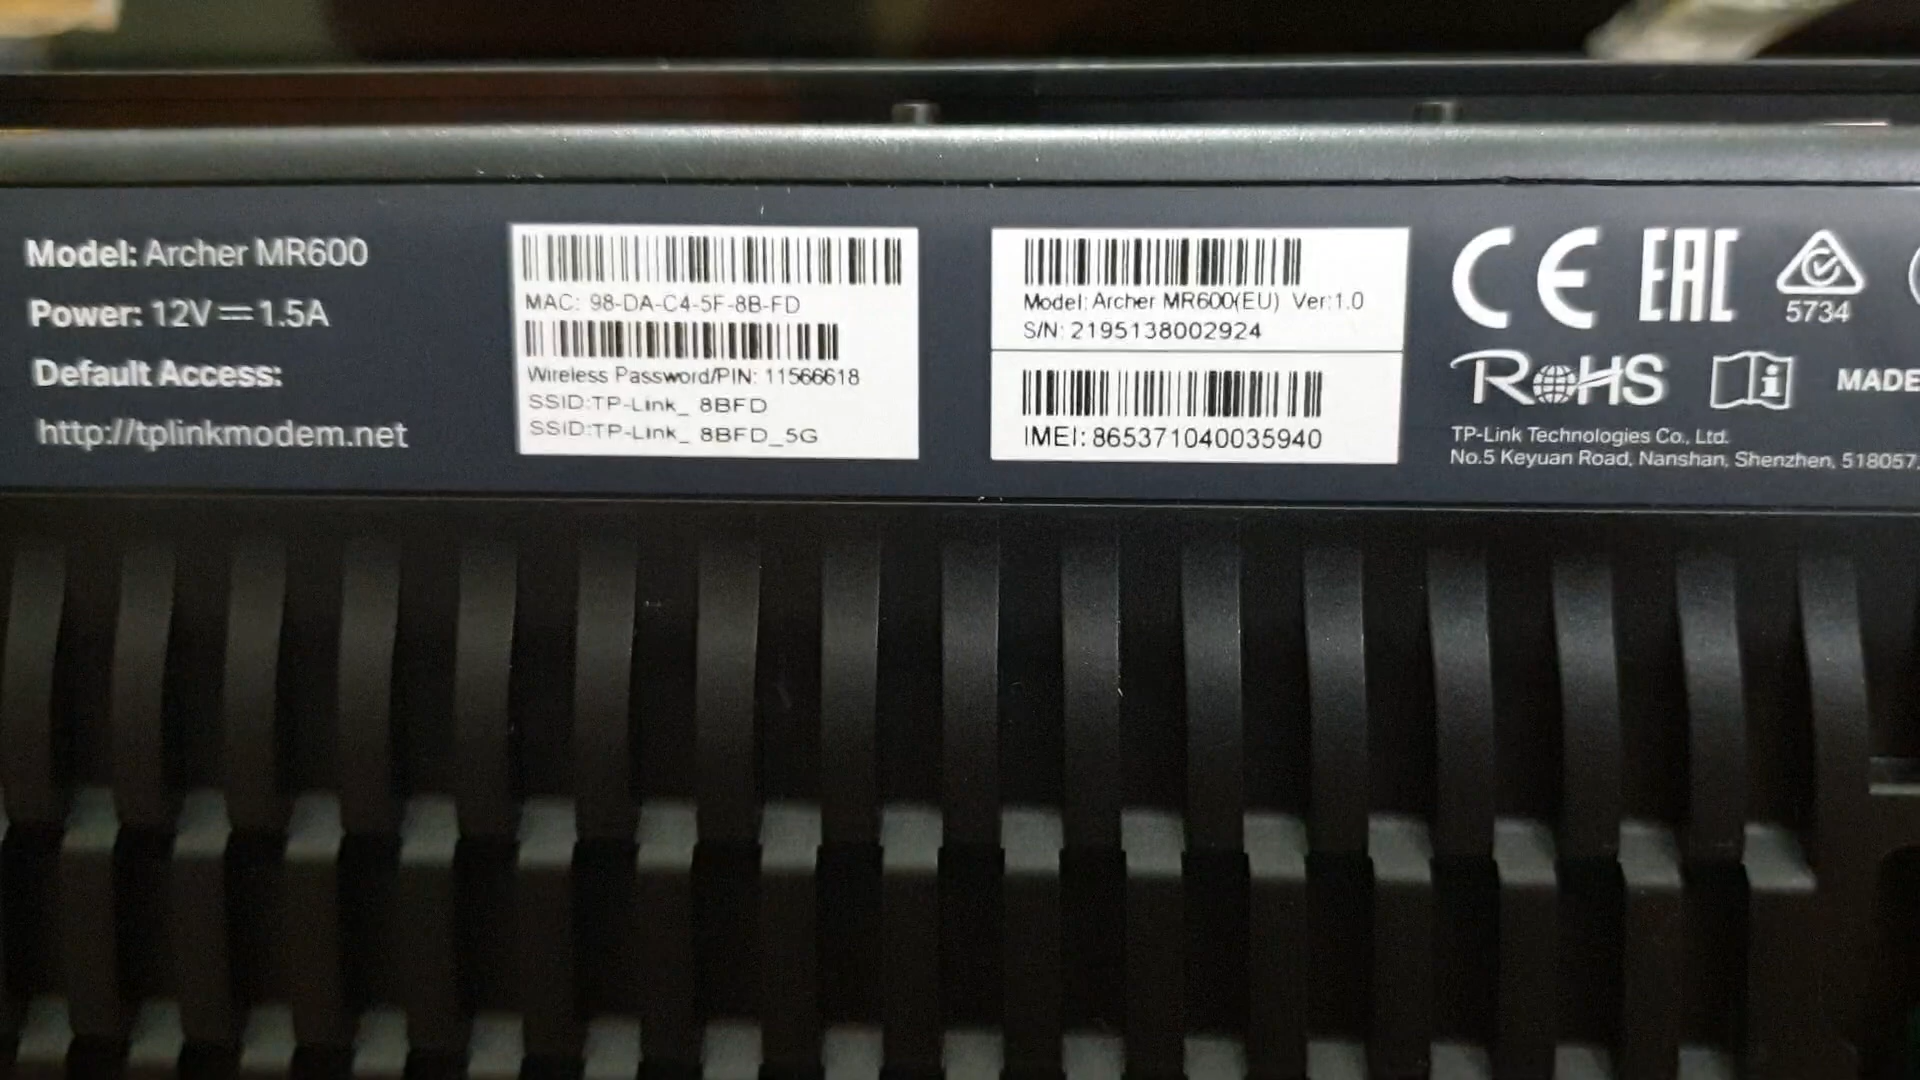 Model: Archer MR600
Power: 12V⎓1.5A
Default Access:
http://tplinkmodem.net
MAC: 98-DA-C4-5F-8B-FD
Wireless Password/PIN: 11566618
SSID:TP-Link_ 8BFD
SSID:TP-Link_ 8BFD_5G
Model: Archer MR600(EU) Ver:1.0
S/N: 2195138002924
IMEI: 865371040035940
CE EAC
5734
RoHS
MADE
TP-Link Technologies Co., Ltd.
No.5 Keyuan Road, Nanshan, Shenzhen, 518057,